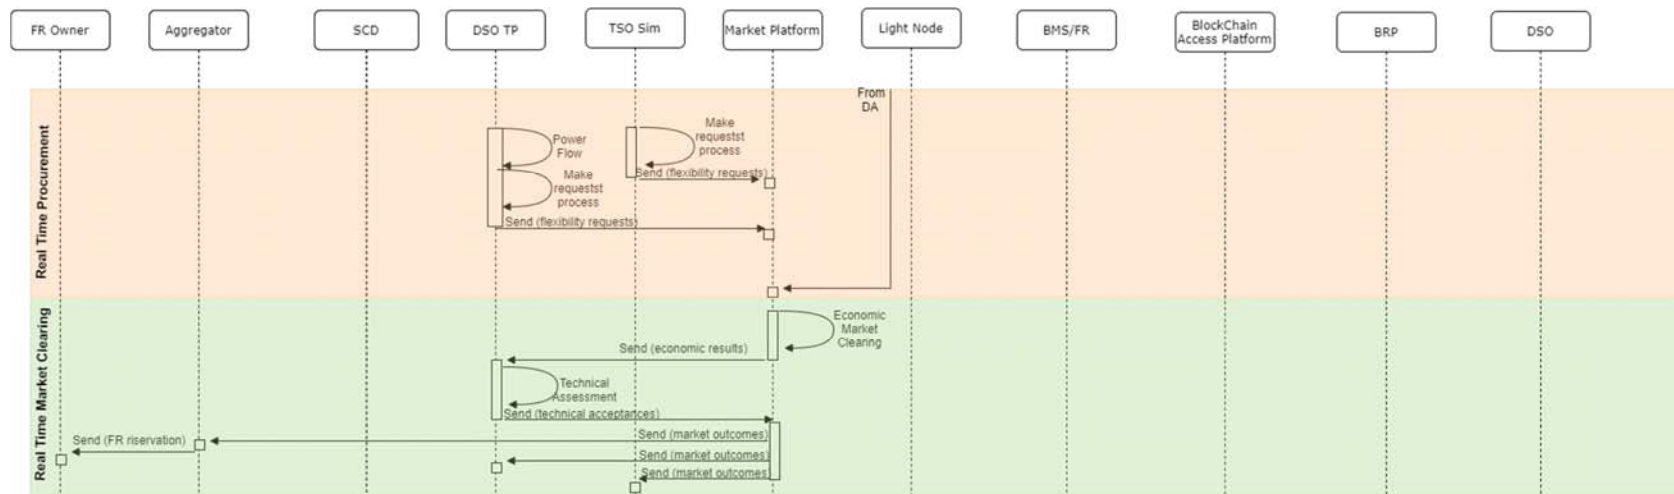 FR Owner
Aggregator
SCD
DSO TP
TSO Sim
Market Platform
Light Node
BMS/FR
BlockChain
Access Platform
BRP
DSO
Real Time Procurement
From
DA
Power
Flow
Make
requestst
process
Make
requestst
process
Send (flexibility requests)
Send (flexibility requests)
Real Time Market Clearing
Economic
Market
Clearing
Send (economic results)
Technical
Assessment
Send (technical acceptances)
Send (market outcomes)
Send (FR riservation)
Send (market outcomes)
Send (market outcomes)